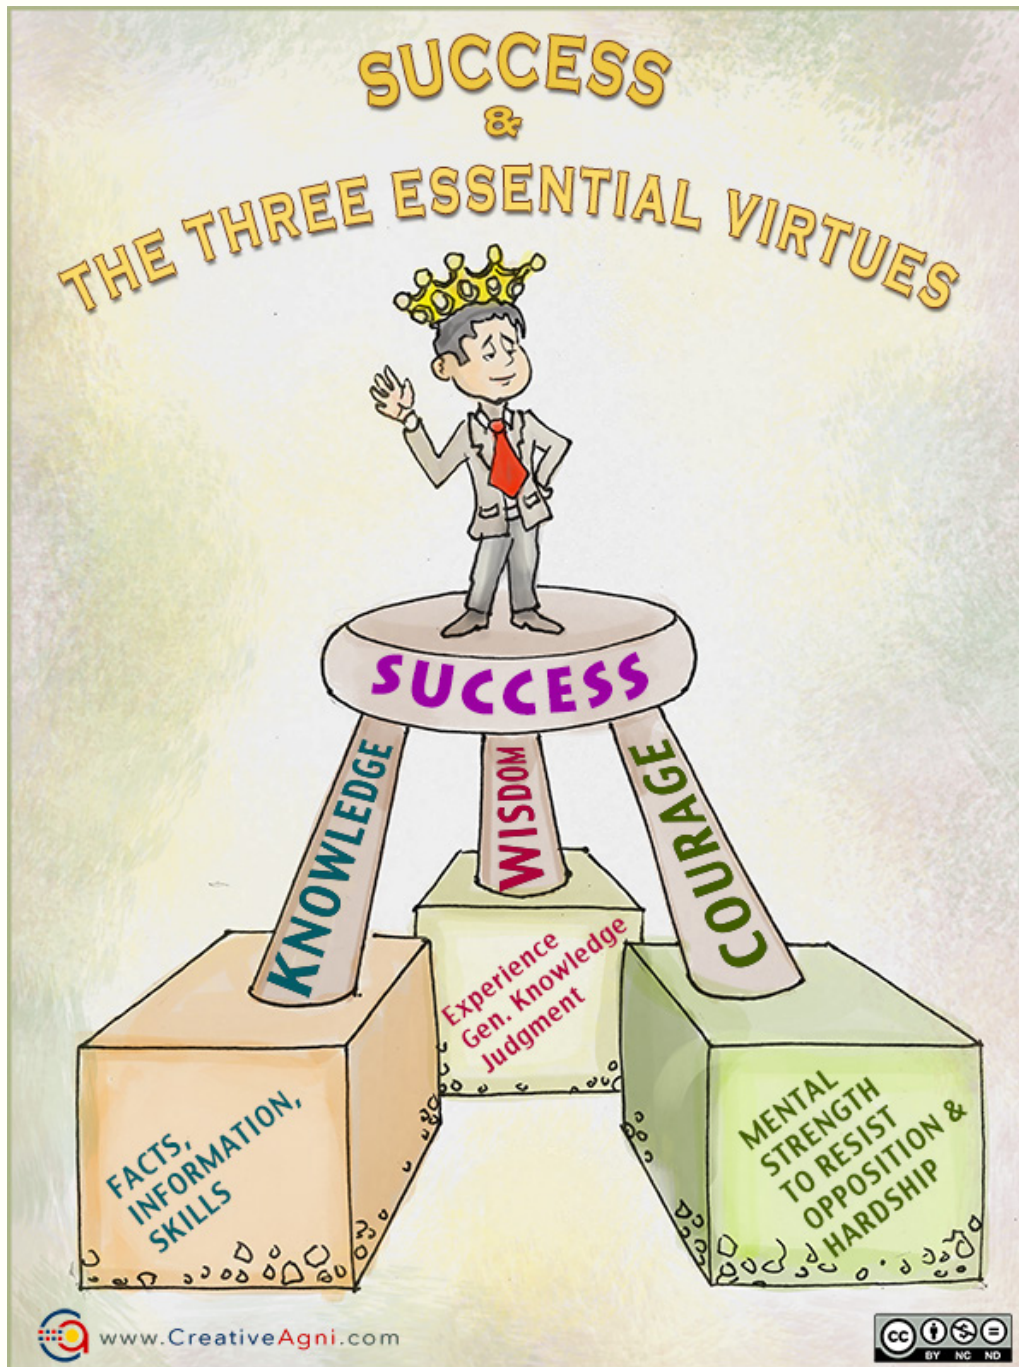 SUCCESS
&
THE THREE ESSENTIAL VIRTUES
SUCCESS
KNOWLEDGE
WISDOM
COURAGE
Experience
Gen. Knowledge
Judgment
FACTS,
INFORMATION,
SKILLS
MENTAL
STRENGTH
TO RESIST
OPPOSITION &
HARDSHIP
www.CreativeAgni.com
cc
BY NC ND